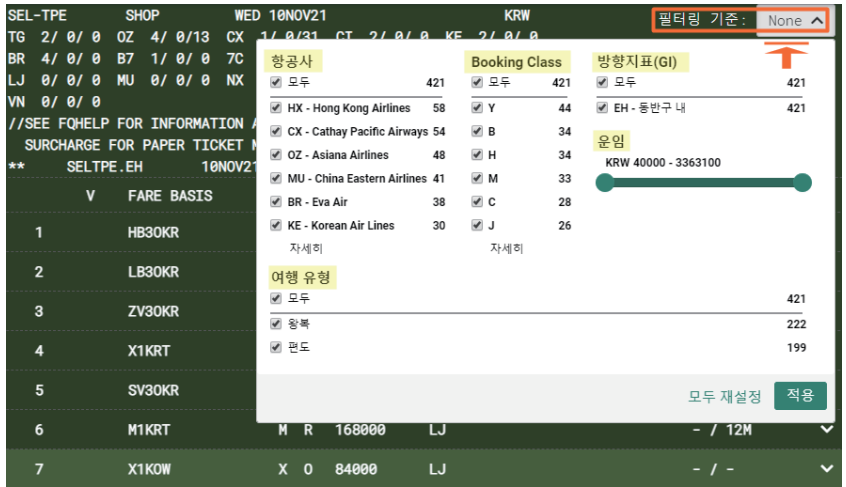 SEL-TPE SHOP WED 10NOV21 KRW
필터링 기준: None
TG 2/ 0/ 0 OZ 4/ 0/13 CX 1/ 0/31 CI 2/ 0/ 0 KE 2/ 0/ 0
BR 4/ 0/ 0 B7 1/ 0/ 0 7C
LJ 0/ 0/ 0 MU 0/ 0/ 0 NX
VN 0/ 0/ 0
//SEE FQHELP FOR INFORMATION
SURCHARGE FOR PAPER TICKET
** SELTPE.EH 10NOV21
V FARE BASIS
1 HB3OKR
2 LB3OKR
3 ZV3OKR
4 X1KRT
5 SV3OKR
6 M1KRT M R 168000 LJ - / 12M
7 X1KOW X O 84000 LJ - / -
항공사
모두 421
HX - Hong Kong Airlines 58
CX - Cathay Pacific Airways 54
OZ - Asiana Airlines 48
MU - China Eastern Airlines 41
BR - Eva Air 38
KE - Korean Air Lines 30
자세히
Booking Class
모두 421
Y 44
B 34
H 34
M 33
C 28
J 26
자세히
방향지표(GI)
모두 421
EH - 동반구 내 421
운임
KRW 40000 - 3363100
여행 유형
모두 421
왕복 222
편도 199
모두 재설정 적용